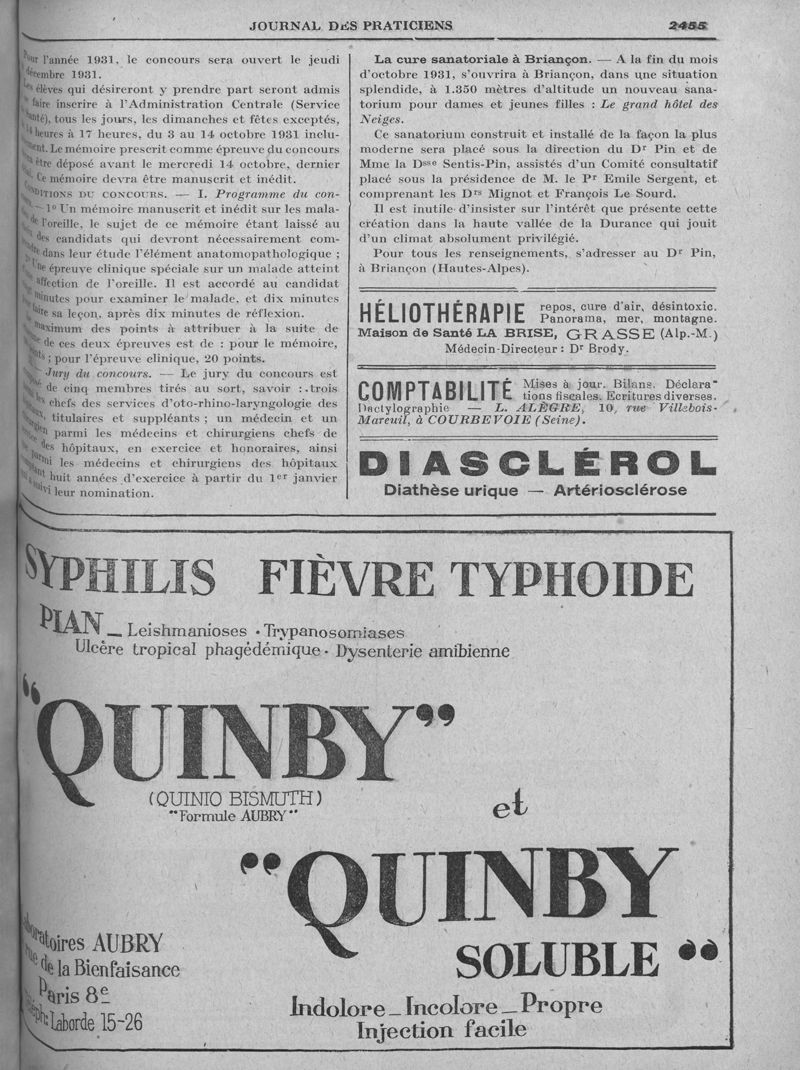 JOURNAL DES PRATICIENS
2455
Pour l'année 1931, le concours sera ouvert le jeudi
décembre 1931.
Les élèves qui désireront y prendre part seront admis
faire inscrire à l'Administration Centrale (Service
Santé), tous les jours, les dimanches et fêtes exceptés,
14 heures à 17 heures, du 3 au 14 octobre 1931 inclu-
ment. Le mémoire prescrit comme épreuve du concours
être déposé avant le mercredi 14 octobre, dernier
Ce mémoire devra être manuscrit et inédit.
CONDITIONS DU CONCOURS. — I. Programme du con-
— 1º Un mémoire manuscrit et inédit sur les mala-
de l'oreille, le sujet de ce mémoire étant laissé au
des candidats qui devront nécessairement com-
dans leur étude l'élément anatomopathologique ;
Une épreuve clinique spéciale sur un malade atteint
affection de l'oreille. Il est accordé au candidat
minutes pour examiner le malade, et dix minutes
faire sa leçon, après dix minutes de réflexion.
maximum des points à attribuer à la suite de
de ces deux épreuves est de : pour le mémoire,
; pour l'épreuve clinique, 20 points.
— Jury du concours. — Le jury du concours est
de cinq membres tirés au sort, savoir : trois
chefs des services d'oto-rhino-laryngologie des
titulaires et suppléants ; un médecin et un
parmi les médecins et chirurgiens chefs de
des hôpitaux, en exercice et honoraires, ainsi
parmi les médecins et chirurgiens des hôpitaux
huit années d'exercice à partir du 1er janvier
leur nomination.
La cure sanatoriale à Briançon. — A la fin du mois
d'octobre 1931, s'ouvrira à Briançon, dans une situation
splendide, à 1.350 mètres d'altitude un nouveau sana-
torium pour dames et jeunes filles : Le grand hôtel des
Neiges.
Ce sanatorium construit et installé de la façon la plus
moderne sera placé sous la direction du Dr Pin et de
Mme la Dsse Sentis-Pin, assistés d'un Comité consultatif
placé sous la présidence de M. le Pr Emile Sergent, et
comprenant les Drs Mignot et François Le Sourd.
Il est inutile d'insister sur l'intérêt que présente cette
création dans la haute vallée de la Durance qui jouit
d'un climat absolument privilégié.
Pour tous les renseignements, s'adresser au Dr Pin,
à Briançon (Hautes-Alpes).
HÉLIOTHÉRAPIE repos, cure d'air, désintoxic.
Panorama, mer, montagne.
Maison de Santé LA BRISE, GRASSE (Alp.-M.)
Médecin-Directeur : Dr Brody.
COMPTABILITÉ Mises à jour. Bilans. Déclara-
tions fiscales. Ecritures diverses.
Dactylographie — L. ALÈGRE, 10, rue Villebois-
Mareuil, à COURBEVOIE (Seine).
DIASCLÉROL
Diathèse urique — Artériosclérose
SYPHILIS FIÈVRE TYPHOIDE
PIAN — Leishmanioses • Trypanosomiases
Ulcère tropical phagédémique • Dysenterie amibienne
"QUINBY"
(QUINIO BISMUTH)
"Formule AUBRY"
et
"QUINBY
SOLUBLE"
Laboratoires AUBRY
de la Bienfaisance
Paris 8e
Téléph: Laborde 15-26
Indolore — Incolore — Propre
Injection facile